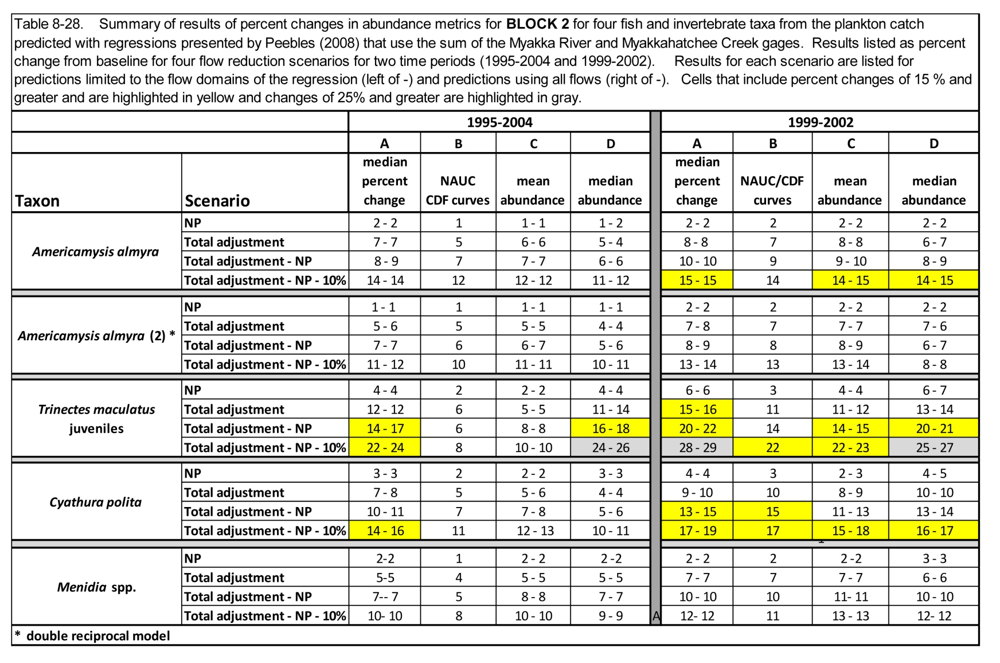 Table 8-28. Summary of results of percent changes in abundance metrics for BLOCK 2 for four fish and invertebrate taxa from the plankton catch
predicted with regressions presented by Peebles (2008) that use the sum of the Myakka River and Myakkahatchee Creek gages. Results listed as percent
change from baseline for four flow reduction scenarios for two time periods (1995-2004 and 1999-2002). Results for each scenario are listed for
predictions limited to the flow domains of the regression (left of -) and predictions using all flows (right of -). Cells that include percent changes of 15 % and
greater and are highlighted in yellow and changes of 25% and greater are highlighted in gray.
1995-2004 1999-2002
A B C D A B C D
Taxon Scenario median percent change NAUC CDF curves mean abundance median abundance median percent change NAUC/CDF curves mean abundance median abundance
Americamysis almyra
NP 2 - 2 1 1 - 1 1 - 2 2 - 2 2 2 - 2 2 - 2
Total adjustment 7 - 7 5 6 - 6 5 - 4 8 - 8 7 8 - 8 6 - 7
Total adjustment - NP 8 - 9 7 7 - 7 6 - 6 10 - 10 9 9 - 10 8 - 9
Total adjustment - NP - 10% 14 - 14 12 12 - 12 11 - 12 15 - 15 14 14 - 15 14 - 15
Americamysis almyra (2) *
NP 1 - 1 1 1 - 1 1 - 1 2 - 2 2 2 - 2 2 - 2
Total adjustment 5 - 6 5 5 - 5 4 - 4 7 - 8 7 7 - 7 7 - 6
Total adjustment - NP 7 - 7 6 6 - 7 5 - 6 8 - 9 8 8 - 9 6 - 7
Total adjustment - NP - 10% 11 - 12 10 11 - 11 10 - 11 13 - 14 13 13 - 14 8 - 8
Trinectes maculatus
juveniles
NP 4 - 4 2 2 - 2 4 - 4 6 - 6 3 4 - 4 6 - 7
Total adjustment 12 - 12 6 5 - 5 11 - 14 15 - 16 11 11 - 12 13 - 14
Total adjustment - NP 14 - 17 6 8 - 8 16 - 18 20 - 22 14 14 - 15 20 - 21
Total adjustment - NP - 10% 22 - 24 8 10 - 10 24 - 26 28 - 29 22 22 - 23 25 - 27
Cyathura polita
NP 3 - 3 2 2 - 2 3 - 3 4 - 4 3 2 - 3 4 - 5
Total adjustment 7 - 8 5 5 - 6 4 - 4 9 - 10 10 8 - 9 10 - 10
Total adjustment - NP 10 - 11 7 7 - 8 5 - 6 13 - 15 15 11 - 13 13 - 14
Total adjustment - NP - 10% 14 - 16 11 12 - 13 10 - 11 17 - 19 17 15 - 18 16 - 17
Menidia spp.
NP 2-2 1 2 - 2 2 -2 2 - 2 2 2 -2 3 - 3
Total adjustment 5-5 4 5 - 5 5 - 5 7 - 7 7 7 - 7 6 - 6
Total adjustment - NP 7-- 7 5 8 - 8 7 - 7 10 - 10 10 11- 11 10 - 10
Total adjustment - NP - 10% 10- 10 8 10 - 10 9 - 9 A 12- 12 11 13 - 13 12- 12
* double reciprocal model